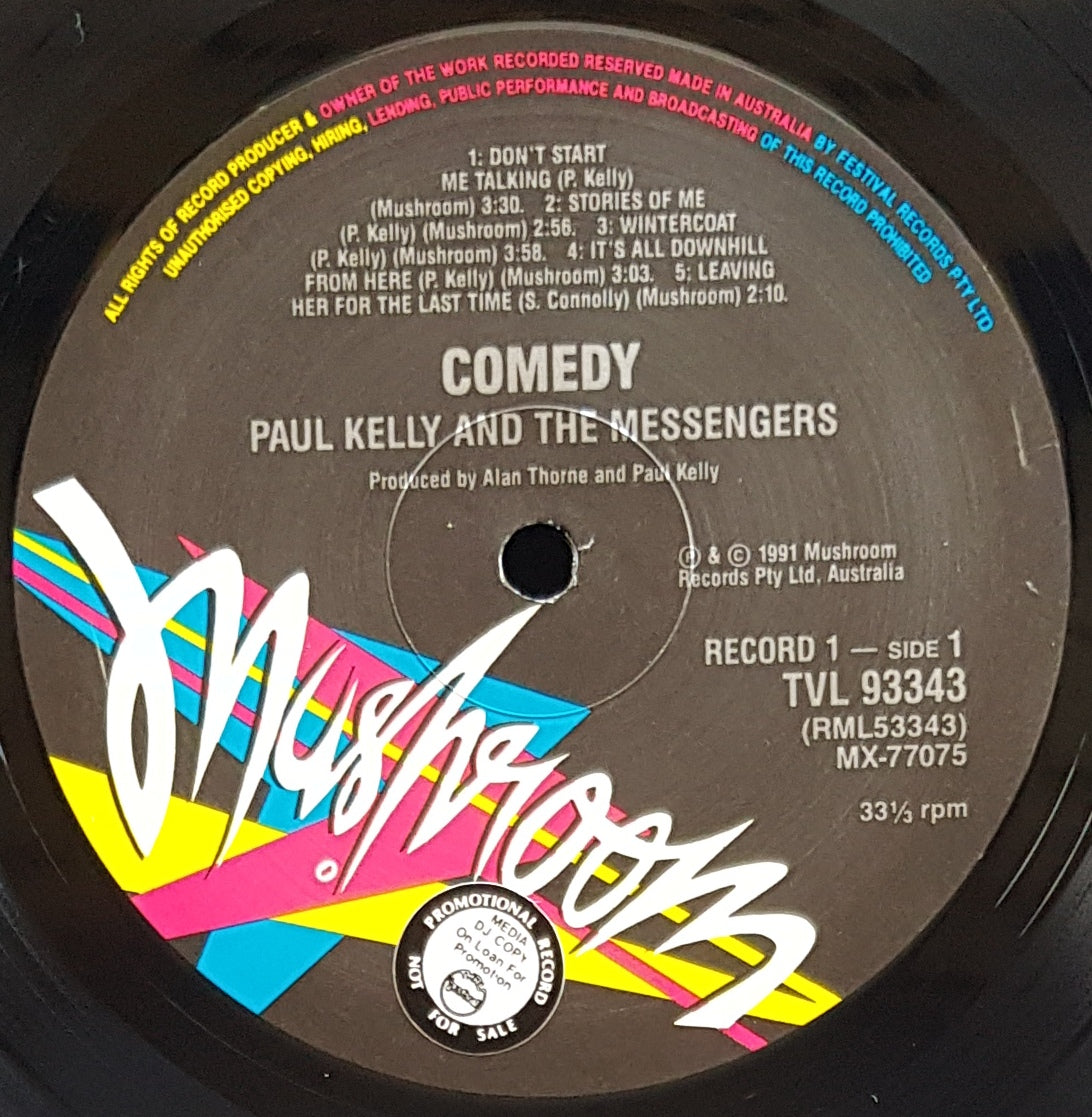 ALL RIGHTS OF RECORD PRODUCER & OWNER OF THE WORK RECORDED RESERVED MADE IN AUSTRALIA BY FESTIVAL RECORDS PTY LTD
UNAUTHORISED COPYING, HIRING, LENDING, PUBLIC PERFORMANCE AND BROADCASTING OF THIS RECORD PROHIBITED
1: DON'T START
ME TALKING (P. Kelly)
(Mushroom) 3:30. 2: STORIES OF ME
(P. Kelly) (Mushroom) 2:56. 3: WINTERCOAT
(P. Kelly) (Mushroom) 3:58. 4: IT'S ALL DOWNHILL
FROM HERE (P. Kelly) (Mushroom) 3:03. 5: LEAVING
HER FOR THE LAST TIME (S. Connolly) (Mushroom) 2:10.
COMEDY
PAUL KELLY AND THE MESSENGERS
Produced by Alan Thorne and Paul Kelly
Ⓟ & © 1991 Mushroom
Records Pty Ltd, Australia
RECORD 1 — SIDE 1
TVL 93343
(RML53343)
MX-77075
33⅓ rpm
Mushroom
PROMOTIONAL RECORD
MEDIA
DJ COPY
On Loan For
Promotion
NOT FOR SALE